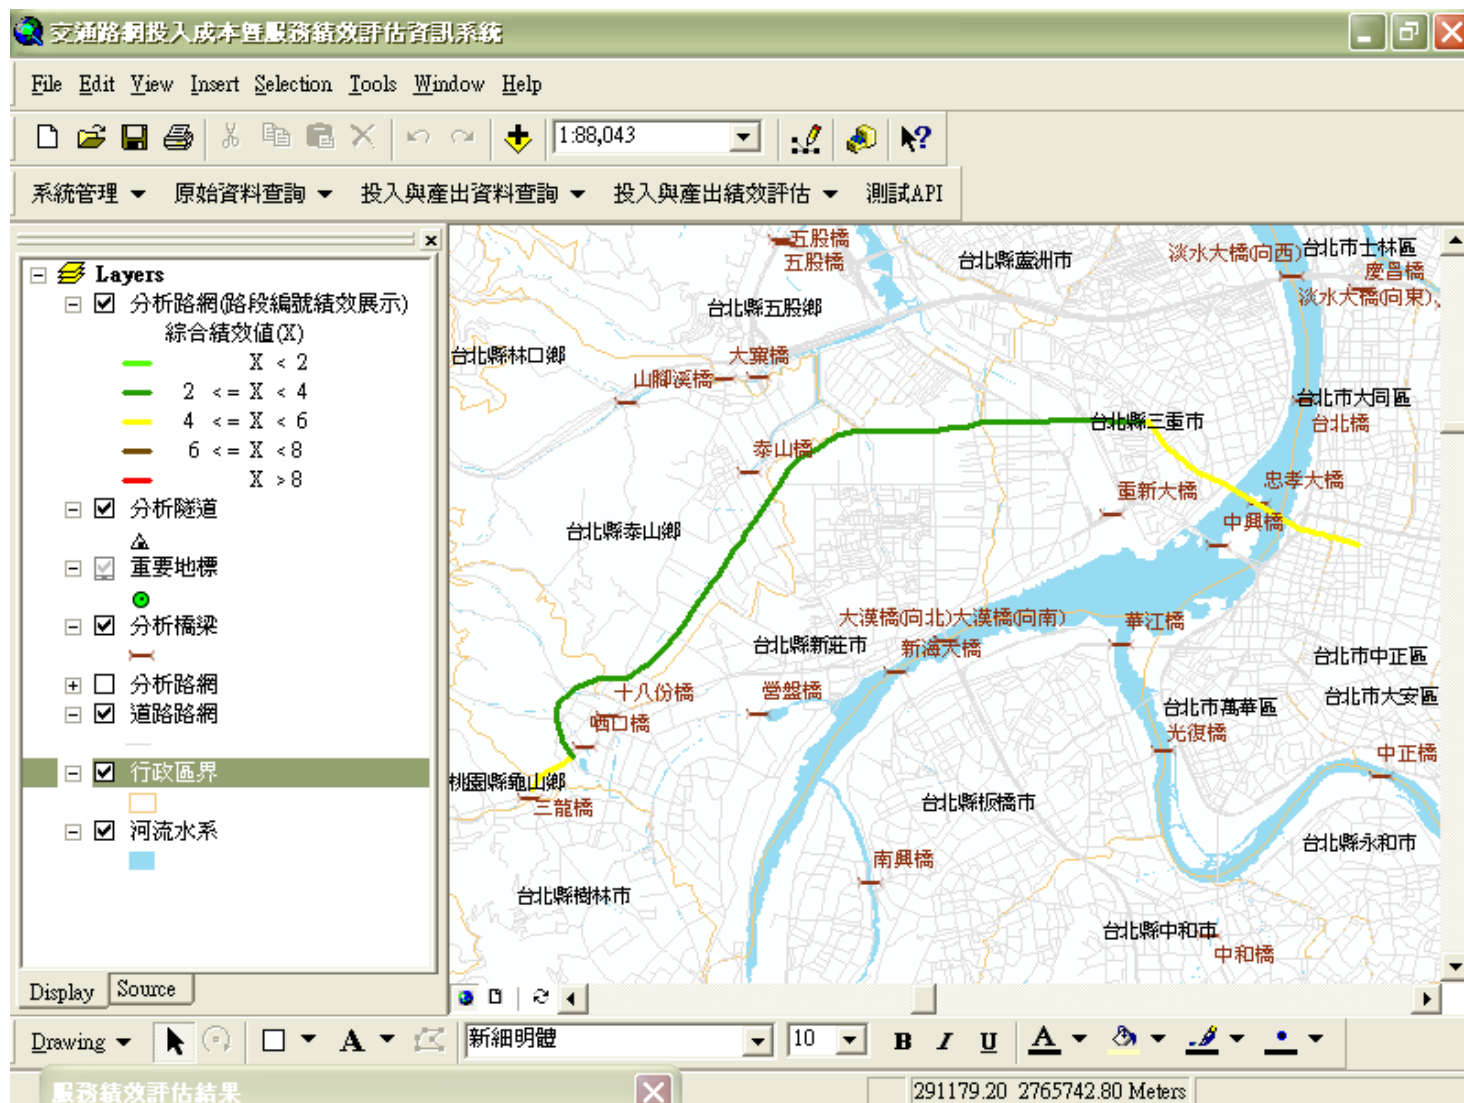 交通路網投入成本暨服務績效評估資訊系統
File Edit View Insert Selection Tools Window Help
1:88,043
系統管理 原始資料查詢 投入與產出資料查詢 投入與產出績效評估 測試API
Layers
分析路網(路段編號績效展示)
綜合績效值(X)
X < 2
2 <= X < 4
4 <= X < 6
6 <= X <8
X >8
分析隧道
重要地標
分析橋梁
分析路網
道路路網
行政區界
河流水系
Display Source
五股橋
五股橋
台北縣蘆洲市
淡水大橋(向西)
台北市士林區
慶昌橋
淡水大橋(向東)
台北縣五股鄉
台北縣林口鄉
大窠橋
山腳溪橋
台北市大同區
台北橋
台北縣三重市
泰山橋
忠孝大橋
重新大橋
中興橋
台北縣泰山鄉
大漢橋(向北)大漢橋(向南)
華江橋
台北縣新莊市
新海大橋
台北市中正區
十八份橋
營盤橋
台北市大安區
台北市萬華區
光復橋
哂口橋
中正橋
桃園縣龜山鄉
三龍橋
台北縣板橋市
台北縣永和市
南興橋
台北縣樹林市
台北縣中和市
中和橋
Drawing A 新細明體 10 B I U A
服務績效評估結果
291179.20 2765742.80 Meters